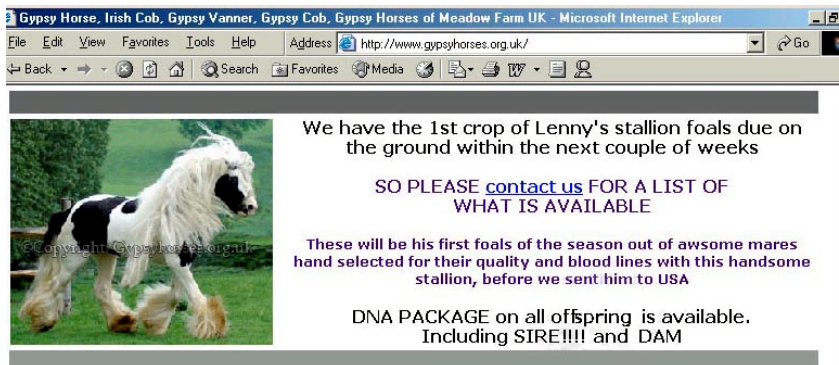 Gypsy Horse, Irish Cob, Gypsy Vanner, Gypsy Cob, Gypsy Horses of Meadow Farm UK - Microsoft Internet Explorer
File Edit View Favorites Tools Help Address http://www.gypsyhorses.org.uk/ Go
Back Search Favorites Media
We have the 1st crop of Lenny's stallion foals due on
the ground within the next couple of weeks
SO PLEASE contact us FOR A LIST OF
WHAT IS AVAILABLE
©Copyright Gypsyhorses.org.uk
These will be his first foals of the season out of awsome mares
hand selected for their quality and blood lines with this handsome
stallion, before we sent him to USA
DNA PACKAGE on all offspring is available.
Including SIRE!!!! and DAM